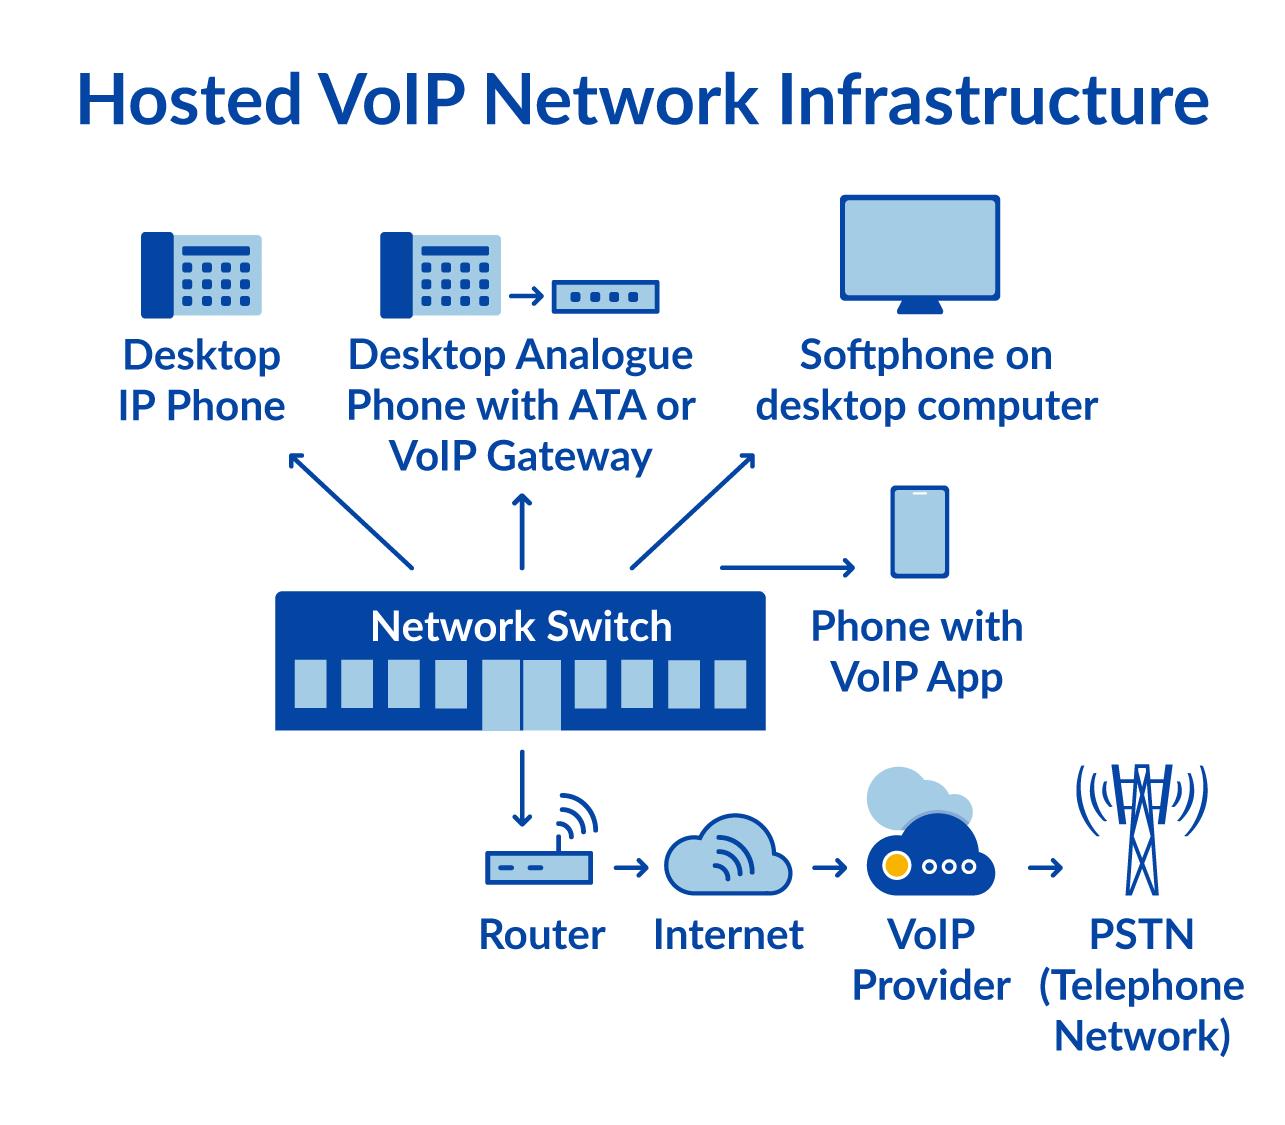 Hosted VoIP Network Infrastructure
Desktop
IP Phone
Desktop Analogue
Phone with ATA or
VoIP Gateway
Softphone on
desktop computer
Network Switch
Phone with
VoIP App
Router
Internet
VoIP
Provider
PSTN
(Telephone
Network)